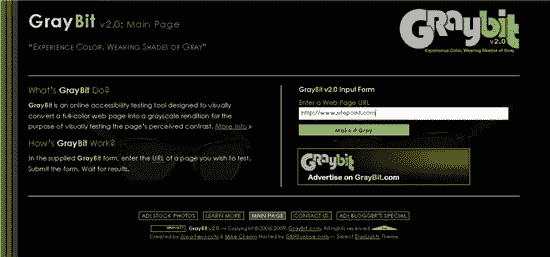 GrayBit v2.0: Main Page
"Experience Color, Wearing Shades of Gray"
Graybit
v2.0
Experience Color, Wearing Shades of Gray
What's GrayBit Do?
GrayBit is an online accessibility testing tool designed to visually
convert a full-color web page into a grayscale rendition for the
purpose of visually testing the page's perceived contrast. More info »
How's GrayBit Work?
In the supplied GrayBit form, enter the URL of a page you wish to test.
Submit the form. Wait for results.
GrayBit v2.0 Input Form
Enter a Web Page URL
http://www.sitepoint.com
Make it Gray
Graybit
Advertise on GrayBit.com
AD: STOCK PHOTOS
LEARN MORE
MAIN PAGE
CONTACT US
AD: BLOGGER'S SPECIAL
GrayBit v2.0 — Copyright © 2006-2009, GrayBit.com. All rights reserved
Created by & Mike Cherim Hosted by — Select Theme